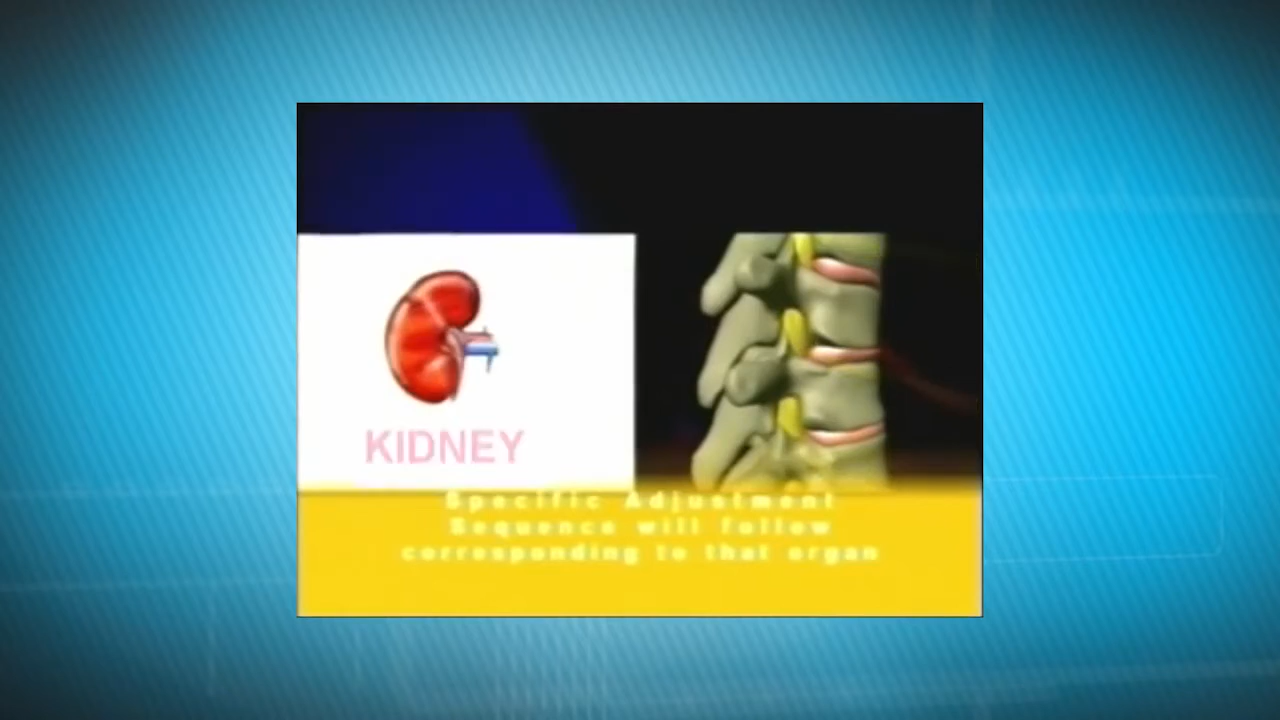 KIDNEY
Specific Adjustment
Sequence will follow
corresponding to that organ